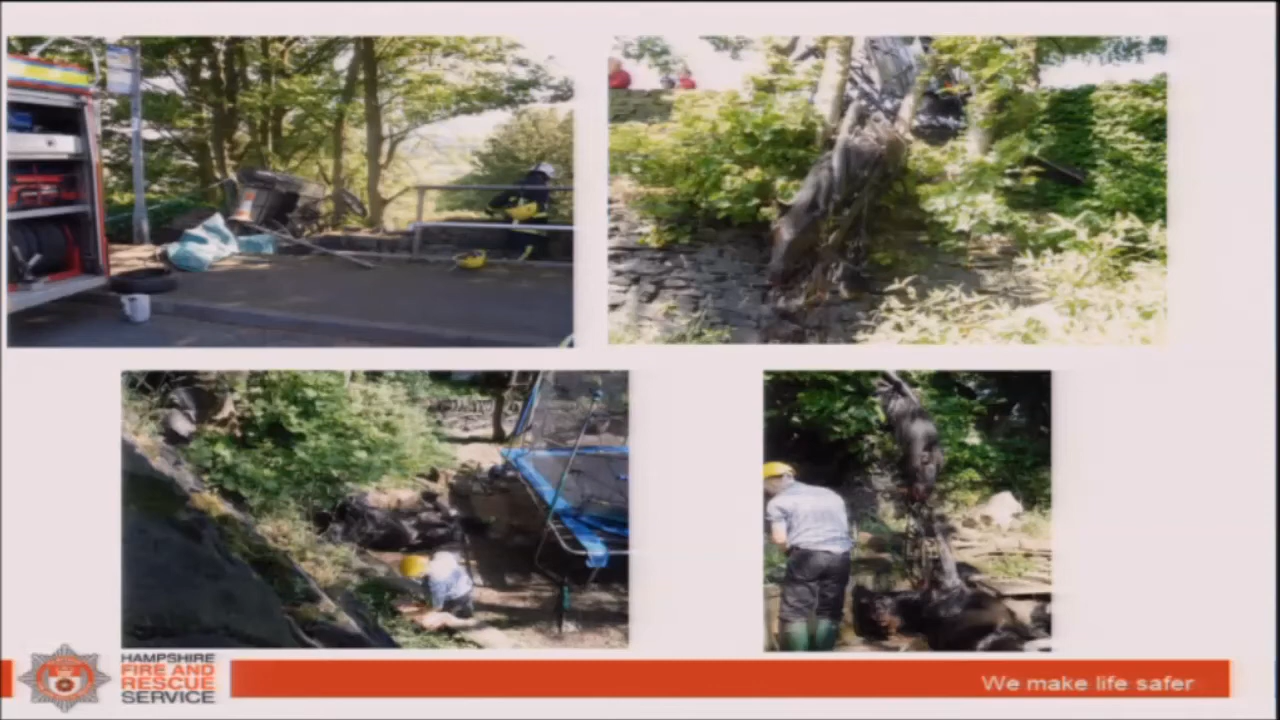 HAMPSHIRE
FIRE AND
RESCUE
SERVICE
We make life safer